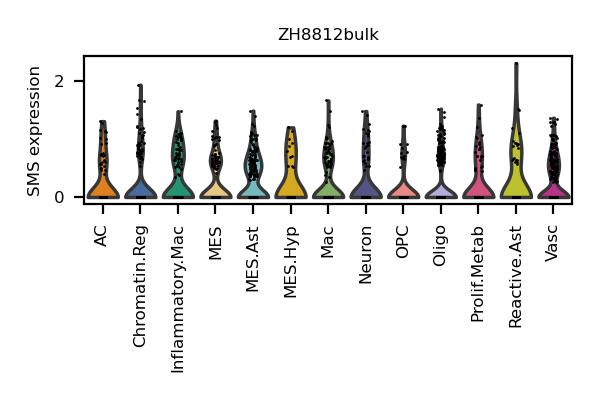 ZH8812bulk
SMS expression
2
0
AC
Chromatin.Reg
Inflammatory.Mac
MES
MES.Ast
MES.Hyp
Mac
Neuron
OPC
Oligo
Prolif.Metab
Reactive.Ast
Vasc